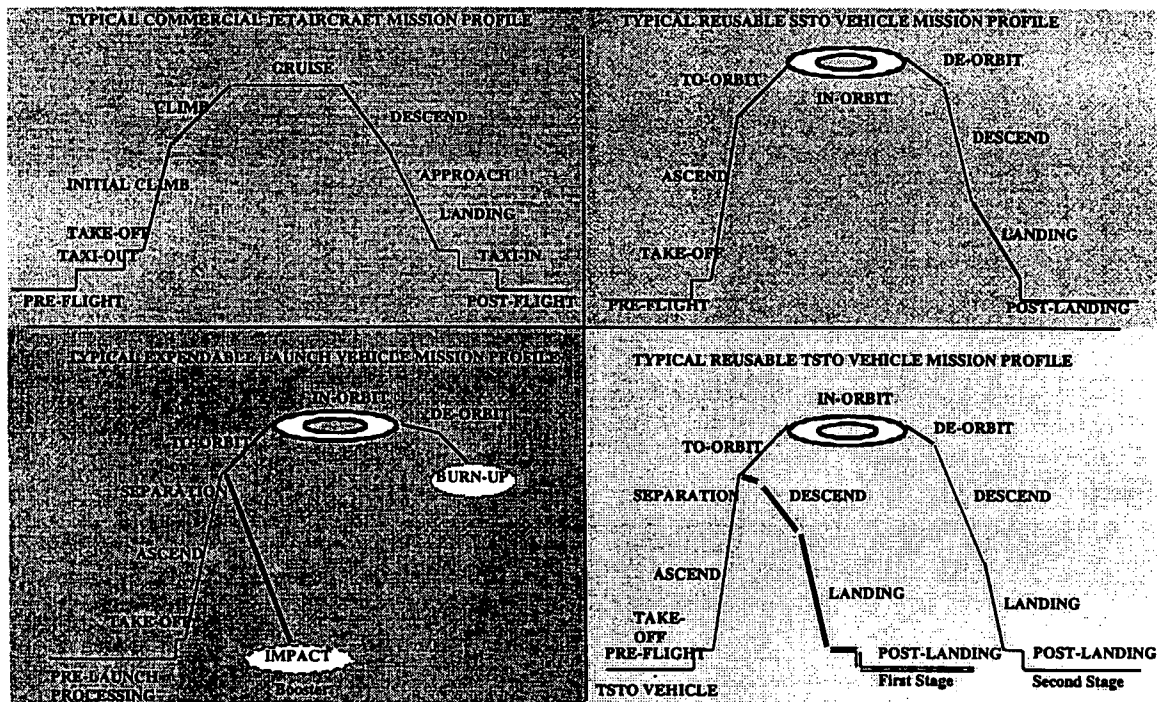 TYPICAL COMMERCIAL JET AIRCRAFT MISSION PROFILE
CRUISE
CLIMB
DESCEND
INITIAL CLIMB
APPROACH
LANDING
TAKE-OFF
TAXI-OUT
TAXI-IN
PRE-FLIGHT
POST-FLIGHT
TYPICAL REUSABLE SSTO VEHICLE MISSION PROFILE
DE-ORBIT
TO-ORBIT
IN-ORBIT
DESCEND
ASCEND
LANDING
TAKE-OFF
PRE-FLIGHT
POST-LANDING
TYPICAL EXPENDABLE LAUNCH VEHICLE MISSION PROFILE
IN-ORBIT
DE-ORBIT
TO-ORBIT
BURN-UP
SEPARATION
ASCEND
TAKE-OFF
IMPACT
Boosters
PRE-LAUNCH
PROCESSING
TYPICAL REUSABLE TSTO VEHICLE MISSION PROFILE
IN-ORBIT
DE-ORBIT
TO-ORBIT
SEPARATION
DESCEND
DESCEND
ASCEND
LANDING
LANDING
TAKE-
OFF
PRE-FLIGHT
POST-LANDING
POST-LANDING
First Stage
Second Stage
TSTO VEHICLE